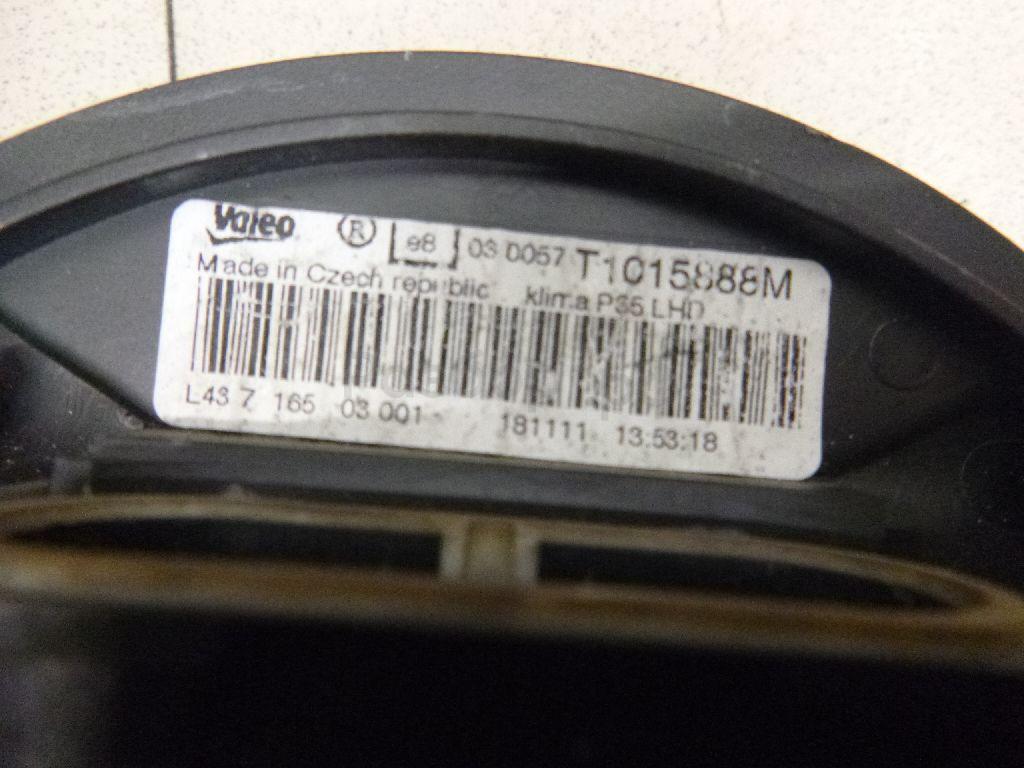 Valeo ® e8 03 0057 T1015888M
Made in Czech republic klima P35 LHD
L43 7 165 03 001 181111 13:53:18